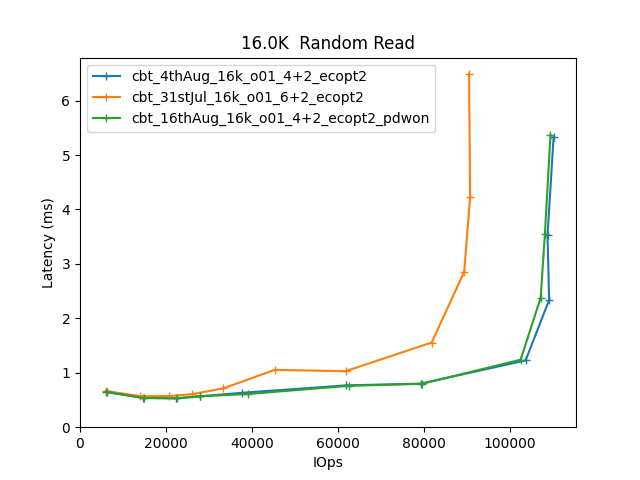 16.0K  Random Read
cbt_4thAug_16k_o01_4+2_ecopt2
cbt_31stJul_16k_o01_6+2_ecopt2
cbt_16thAug_16k_o01_4+2_ecopt2_pdwon
Latency (ms)
6
5
4
3
2
1
0
0 20000 40000 60000 80000 100000
IOps